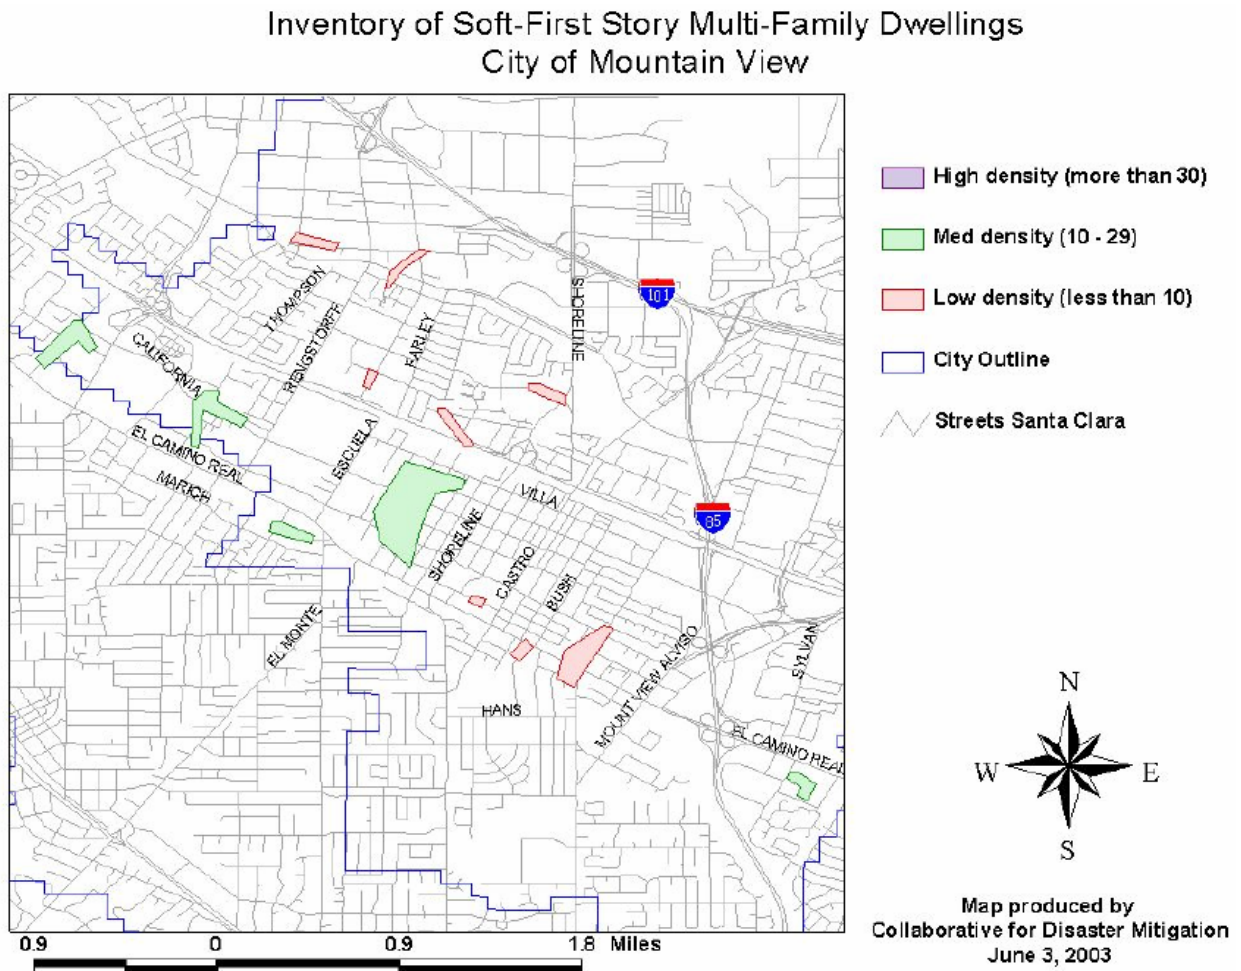 Inventory of Soft-First Story Multi-Family Dwellings
City of Mountain View
High density (more than 30)
Med density (10 - 29)
Low density (less than 10)
City Outline
Streets Santa Clara
THOMPSON
RENGSTORFF
FARLEY
SHORELINE
101
CALIFORNIA
EL CAMINO REAL
MARICH
ESCUELA
VILLA
85
SHORELINE
CASTRO
BUSH
EL MONTE
MOUNT VIEW ALVISO
SYLVAN
HANS
EL CAMINO REAL
N
W
E
S
Map produced by
Collaborative for Disaster Mitigation
June 3, 2003
0.9 0 0.9 1.8 Miles